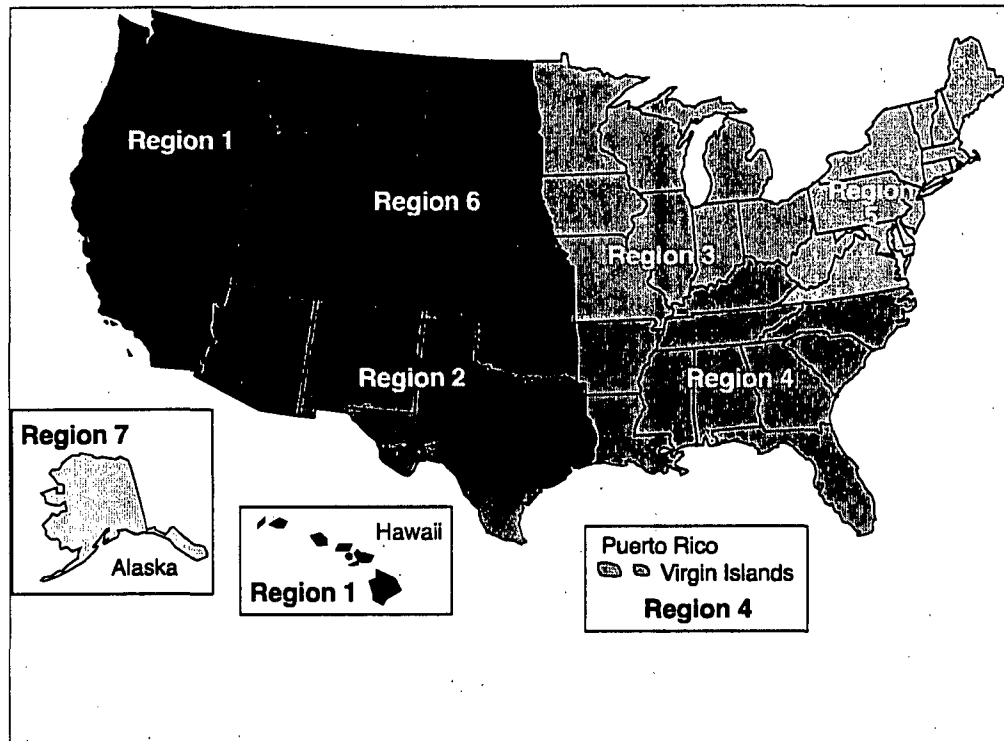 Region 1
Region 6
Region 5
Region 3
Region 2
Region 4
Region 7
Alaska
Hawaii
Region 1
Puerto Rico
Virgin Islands
Region 4